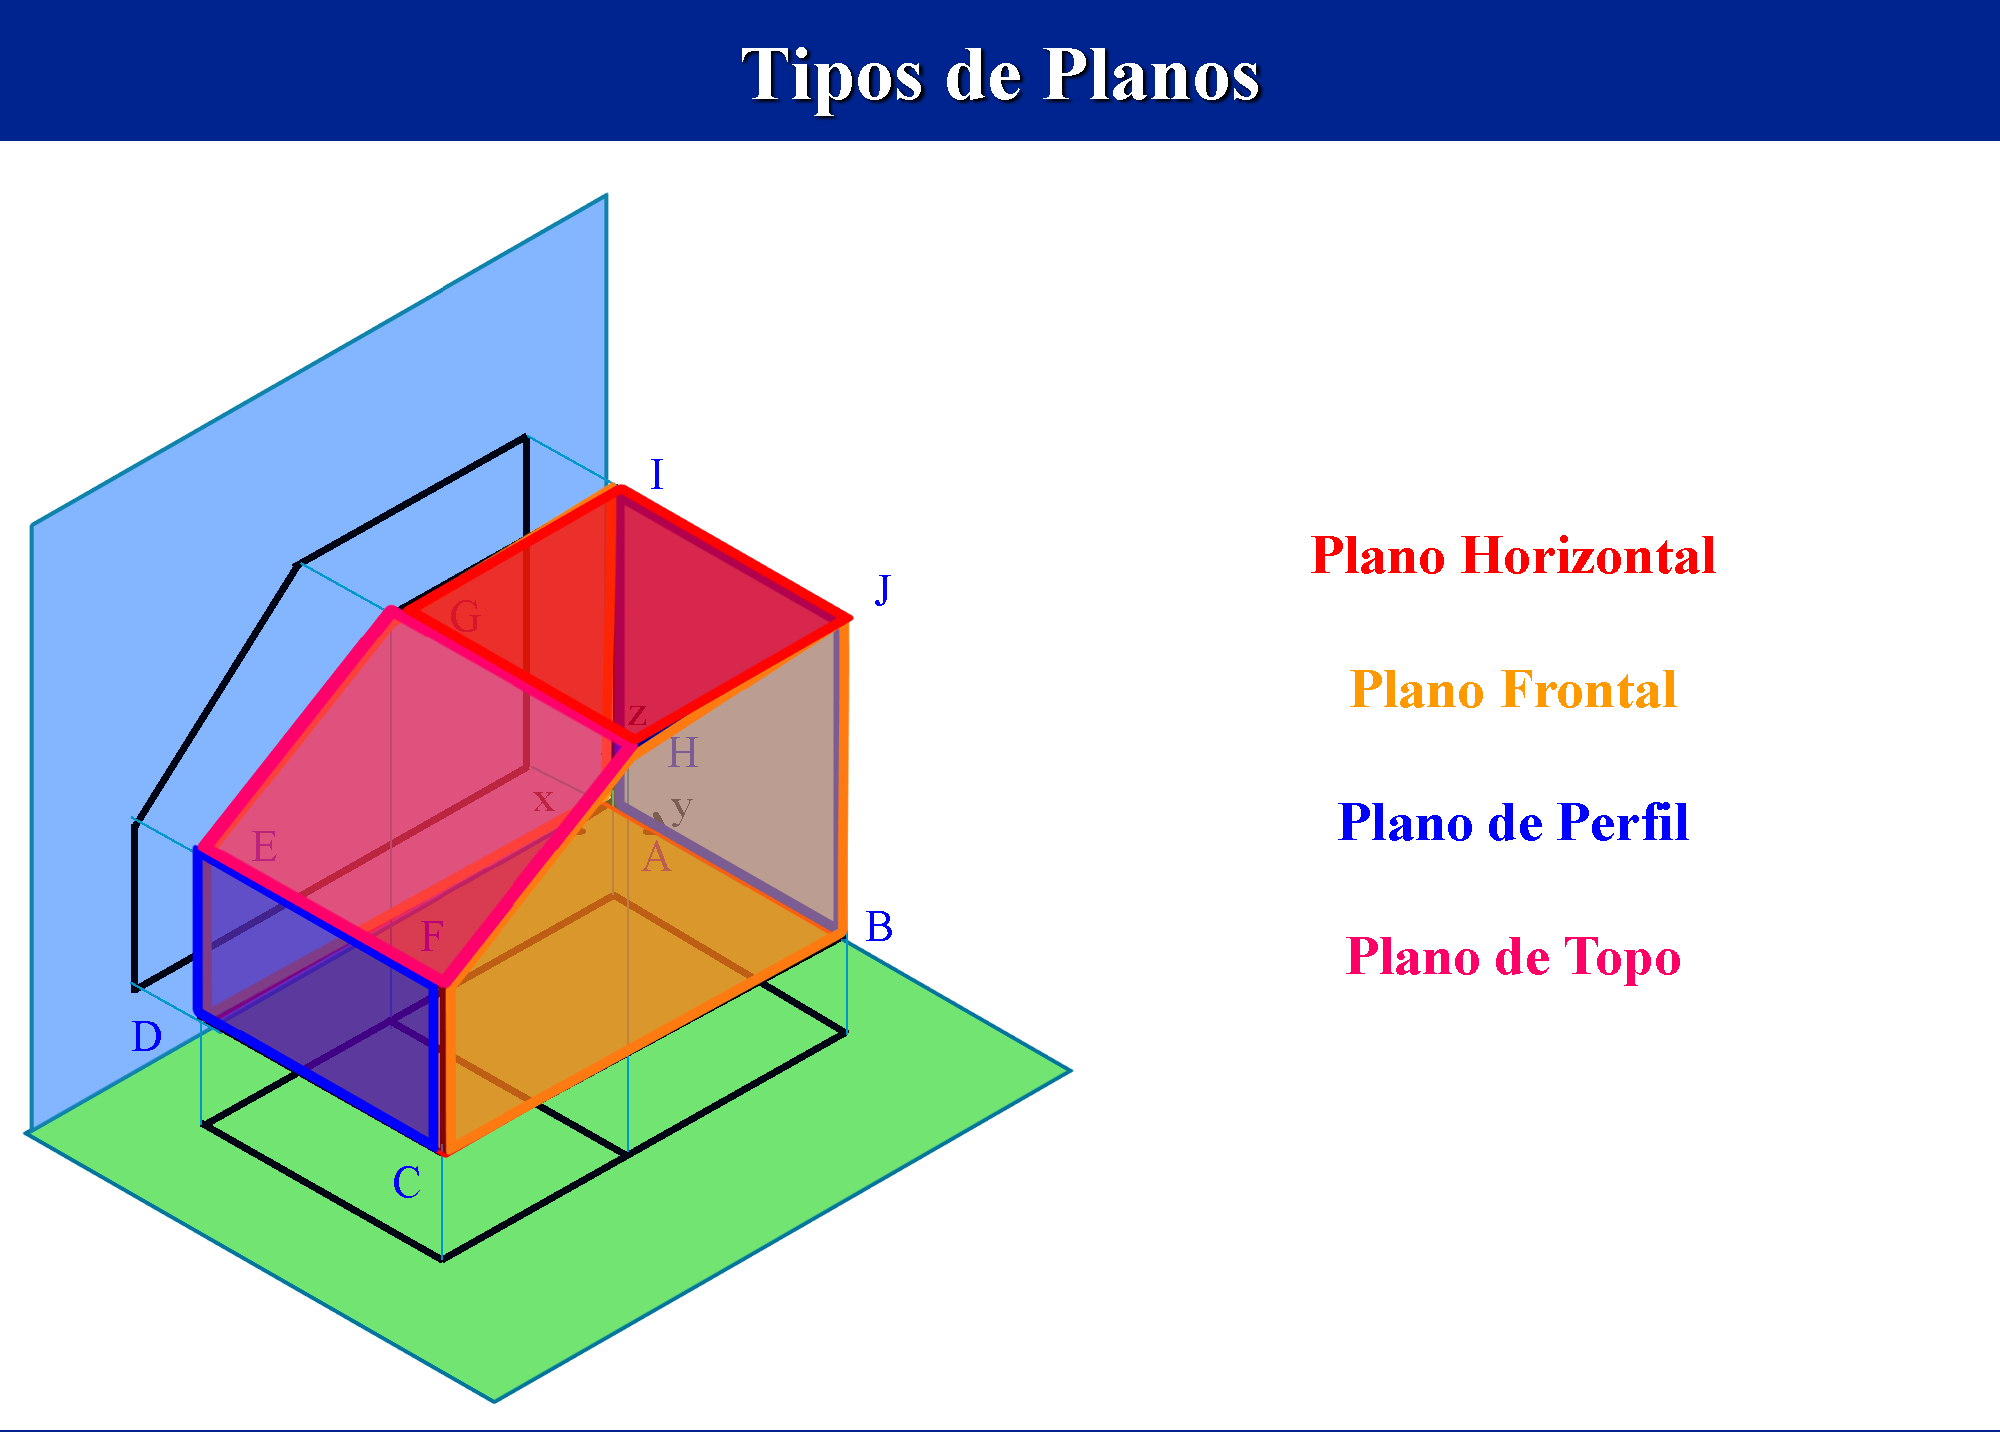 Tipos de Planos
I
J
G
z
H
x
y
E
A
F
B
D
C
Plano Horizontal
Plano Frontal
Plano de Perfil
Plano de Topo